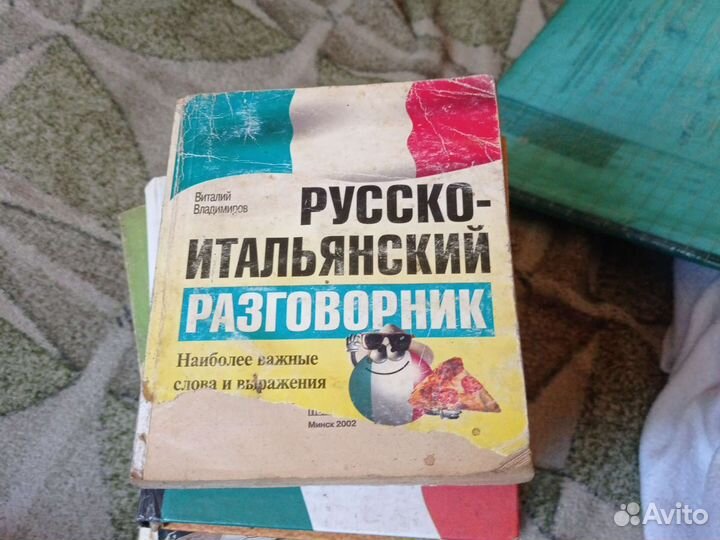 Виталий
Владимиров
РУССКО-
ИТАЛЬЯНСКИЙ
РАЗГОВОРНИК
Наиболее важные
слова и выражения
Минск 2002
Avito